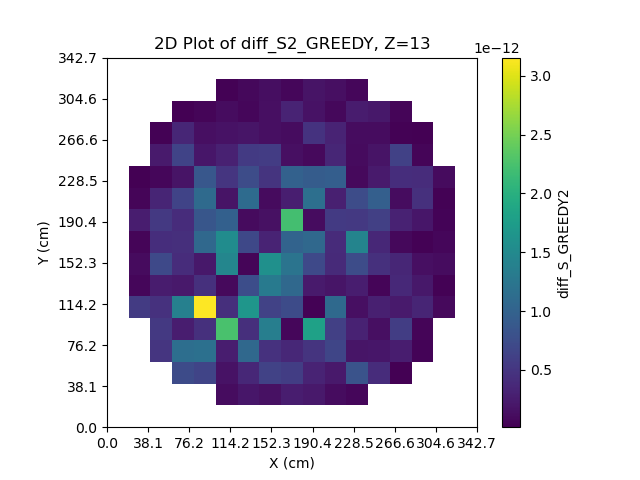 2D Plot of diff_S2_GREEDY, Z=13
1e−12
342.7
304.6
266.6
228.5
190.4
152.3
114.2
76.2
38.1
0.0
Y (cm)
0.0 38.1 76.2 114.2 152.3 190.4 228.5 266.6 304.6 342.7
X (cm)
3.0
2.5
2.0
1.5
1.0
0.5
diff_S_GREEDY2